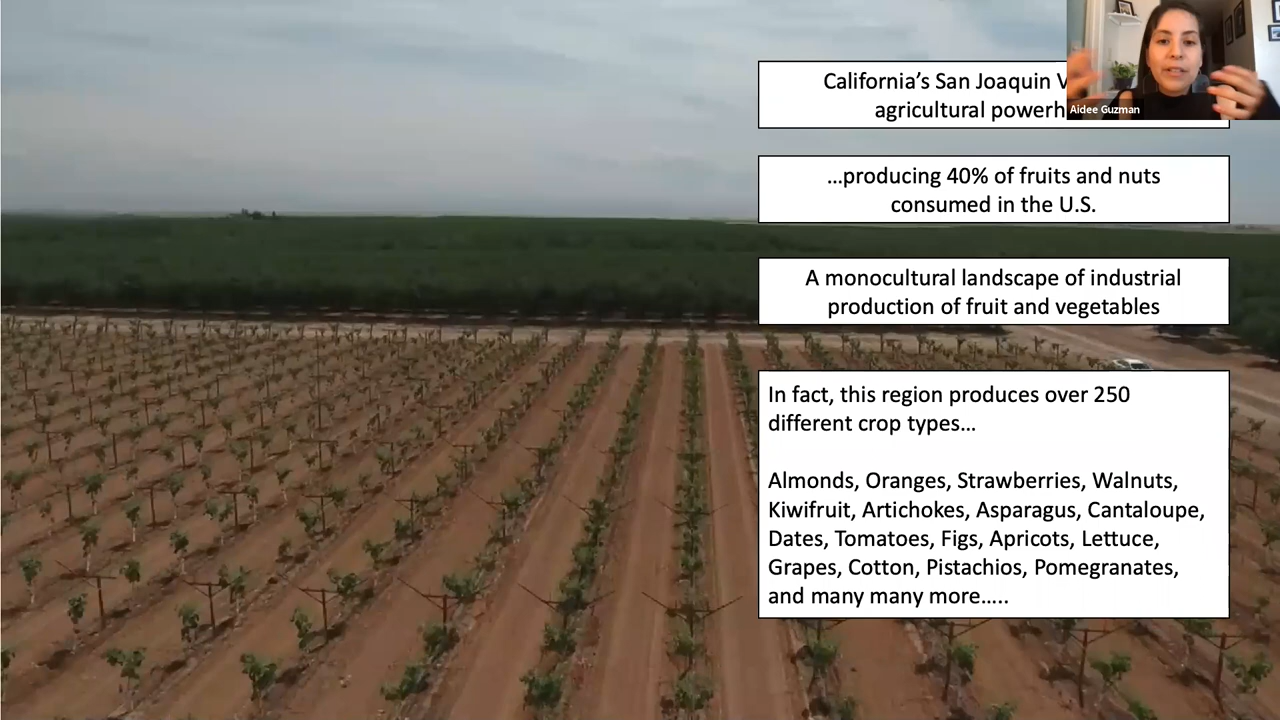 California's San Joaquin V
agricultural powerh
Aidee Guzman
…producing 40% of fruits and nuts
consumed in the U.S.
A monocultural landscape of industrial
production of fruit and vegetables
In fact, this region produces over 250
different crop types…
Almonds, Oranges, Strawberries, Walnuts,
Kiwifruit, Artichokes, Asparagus, Cantaloupe,
Dates, Tomatoes, Figs, Apricots, Lettuce,
Grapes, Cotton, Pistachios, Pomegranates,
and many many more…..